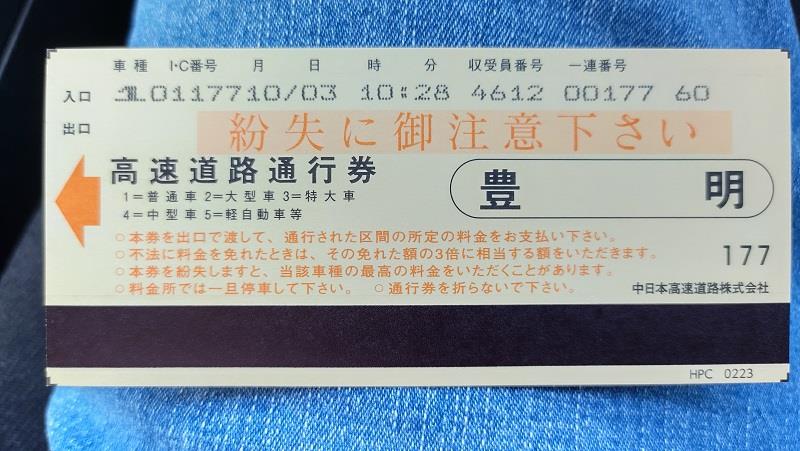 車種 I・C番号 月 日 時 分 収受員番号 一連番号
入口 1L0117710/03 10:28 4612 00177 60
出口 紛失に御注意下さい
高速道路通行券
豊明
1=普通車 2=大型車 3=特大車
4=中型車 5=軽自動車等
○本券を出口で渡して、通行された区間の所定の料金をお支払い下さい。
○不法に料金を免れたときは、その免れた額の3倍に相当する額をいただきます。
177
○本券を紛失しますと、当該車種の最高の料金をいただくことがあります。
○料金所では一旦停車して下さい。 ○通行券を折らないで下さい。
中日本高速道路株式会社
HPC 0223